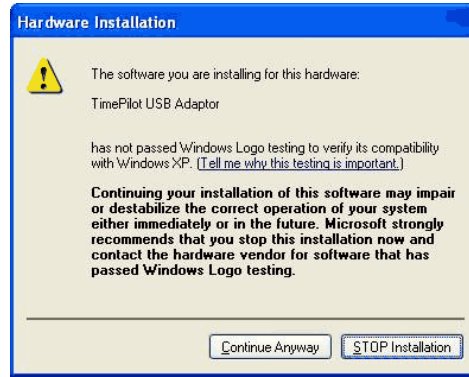 Hardware Installation
The software you are installing for this hardware:
TimePilot USB Adaptor
has not passed Windows Logo testing to verify its compatibility
with Windows XP. (Tell me why this testing is important.)
Continuing your installation of this software may impair
or destabilize the correct operation of your system
either immediately or in the future. Microsoft strongly
recommends that you stop this installation now and
contact the hardware vendor for software that has
passed Windows Logo testing.
Continue Anyway STOP Installation